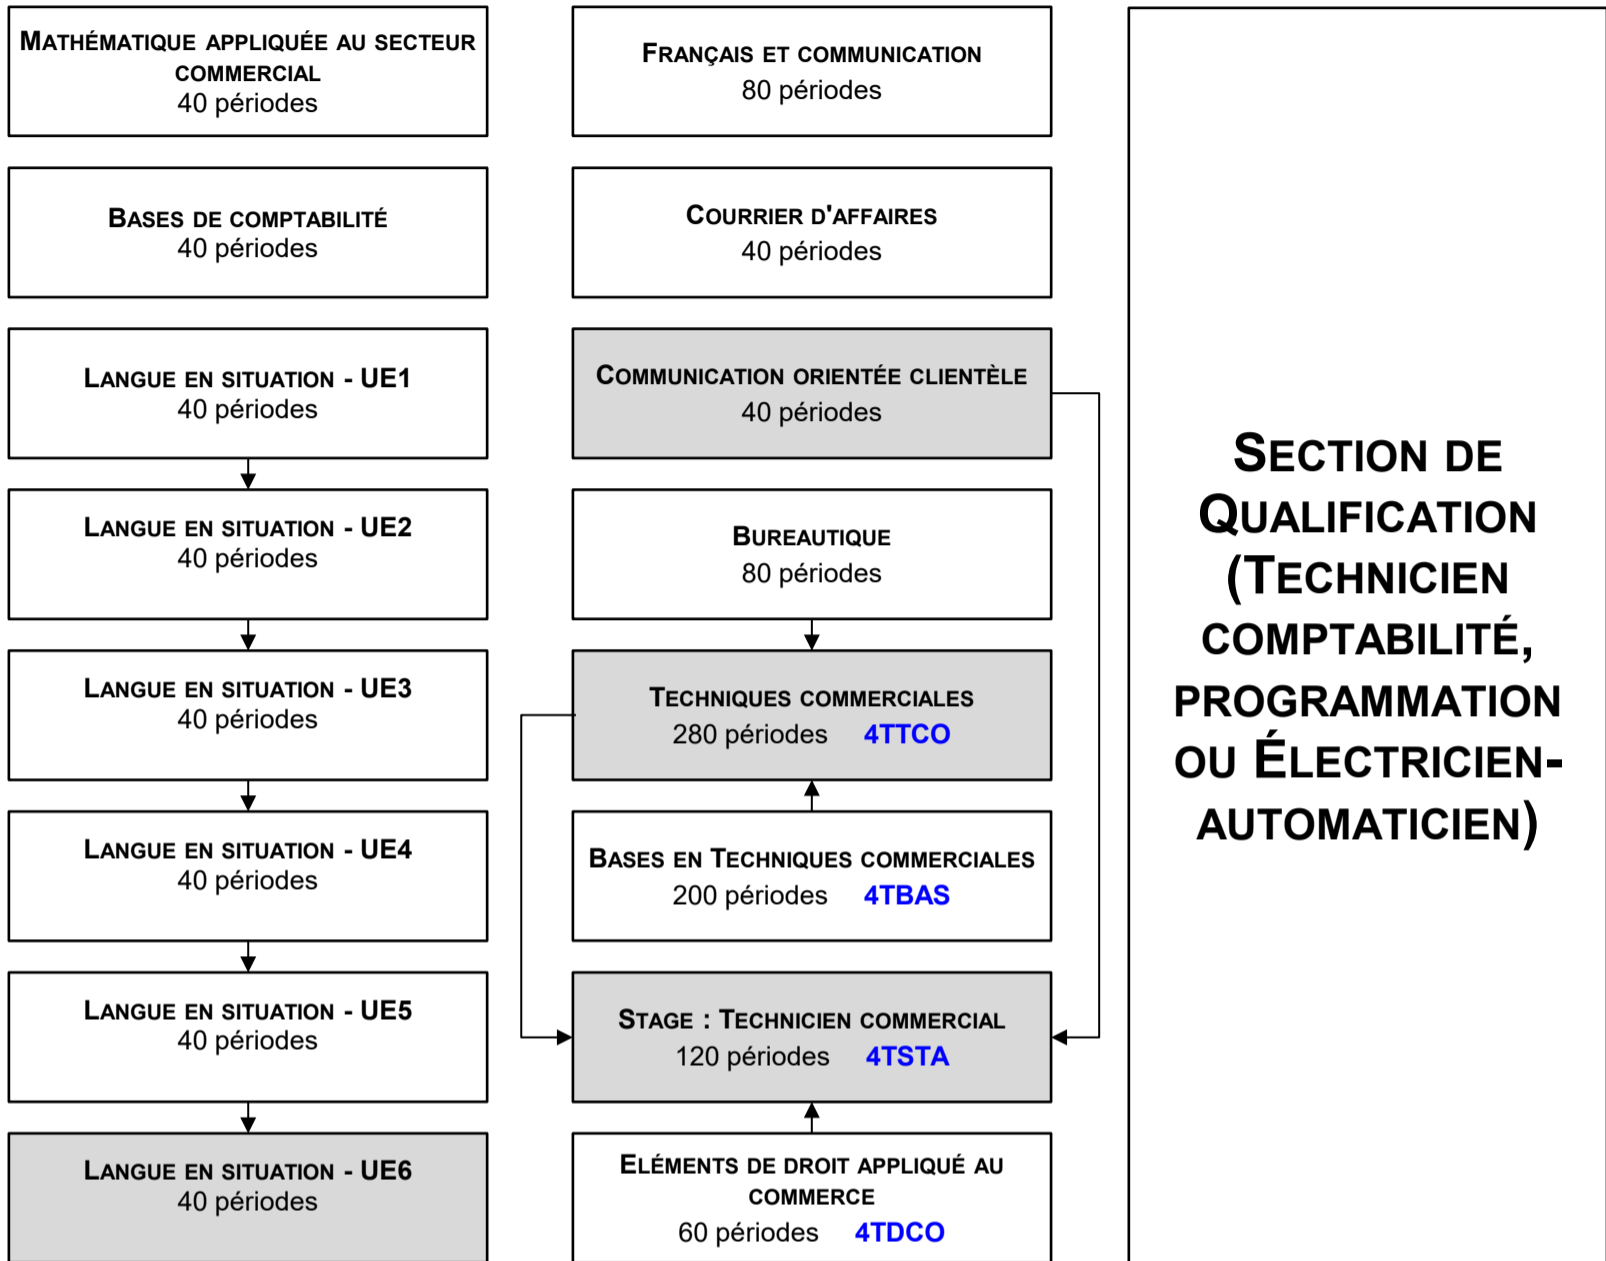 MATHÉMATIQUE APPLIQUÉE AU SECTEUR
COMMERCIAL
40 périodes
BASES DE COMPTABILITÉ
40 périodes
LANGUE EN SITUATION - UE1
40 périodes
LANGUE EN SITUATION - UE2
40 périodes
LANGUE EN SITUATION - UE3
40 périodes
LANGUE EN SITUATION - UE4
40 périodes
LANGUE EN SITUATION - UE5
40 périodes
LANGUE EN SITUATION - UE6
40 périodes
FRANÇAIS ET COMMUNICATION
80 périodes
COURRIER D'AFFAIRES
40 périodes
COMMUNICATION ORIENTÉE CLIENTÈLE
40 périodes
BUREAUTIQUE
80 périodes
TECHNIQUES COMMERCIALES
280 périodes 4TTCO
BASES EN TECHNIQUES COMMERCIALES
200 périodes 4TBAS
STAGE : TECHNICIEN COMMERCIAL
120 périodes 4TSTA
ELÉMENTS DE DROIT APPLIQUÉ AU
COMMERCE
60 périodes 4TDCO
SECTION DE
QUALIFICATION
(TECHNICIEN
COMPTABILITÉ,
PROGRAMMATION
OU ÉLECTRICIEN-
AUTOMATICIEN)